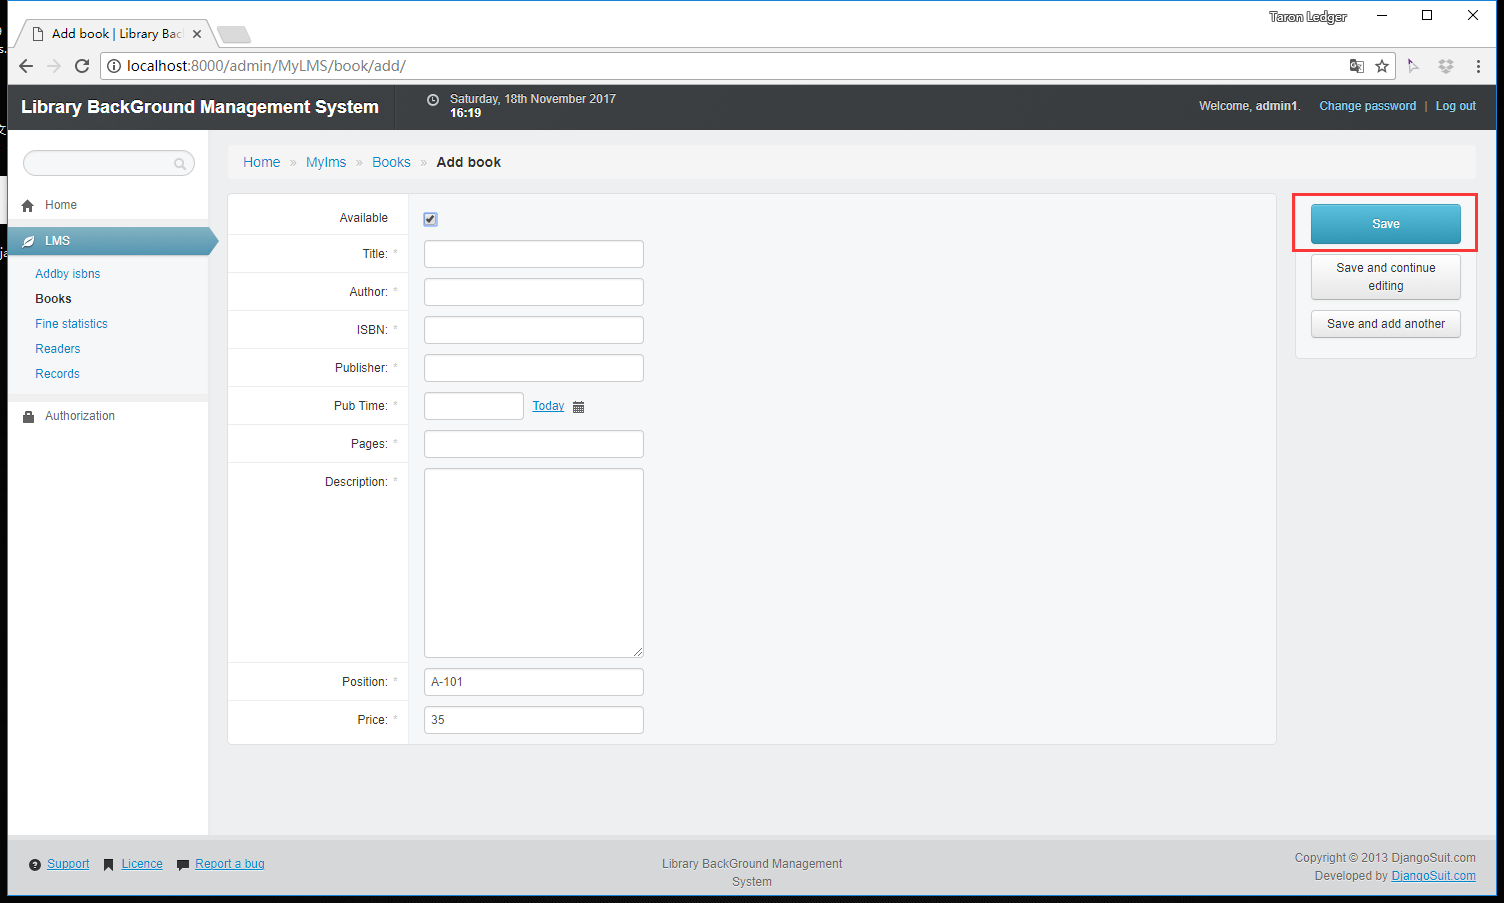 Taron Ledger
Add book | Library Bac
localhost:8000/admin/MyLMS/book/add/
Library BackGround Management System
Saturday, 18th November 2017
16:19
Welcome, admin1. Change password | Log out
Home » Mylms » Books » Add book
Home
LMS
Addby isbns
Books
Fine statistics
Readers
Records
Authorization
Available
Title: *
Author: *
ISBN: *
Publisher: *
Pub Time: * Today
Pages: *
Description: *
Position: * A-101
Price: * 35
Save
Save and continue
editing
Save and add another
Support Licence Report a bug
Library BackGround Management
System
Copyright © 2013 DjangoSuit.com
Developed by DjangoSuit.com